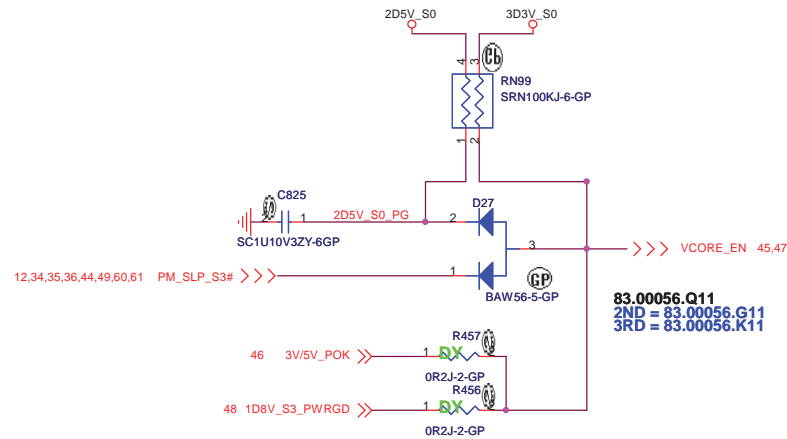 2D5V_S0 3D3V_S0
4 3
RN99
SRN100KJ-6-GP
1 2
C825
2 1 2D5V_S0_PG 2 D27
SC1U10V3ZY-6GP
3 VCORE_EN 45,47
12,34,35,36,44,49,60,61 PM_SLP_S3# 1
GP
BAW56-5-GP
83.00056.Q11
2ND = 83.00056.G11
3RD = 83.00056.K11
R457
46 3V/5V_POK 1 DY 2
0R2J-2-GP
R456
48 1D8V_S3_PWRGD 1 DY 2
0R2J-2-GP